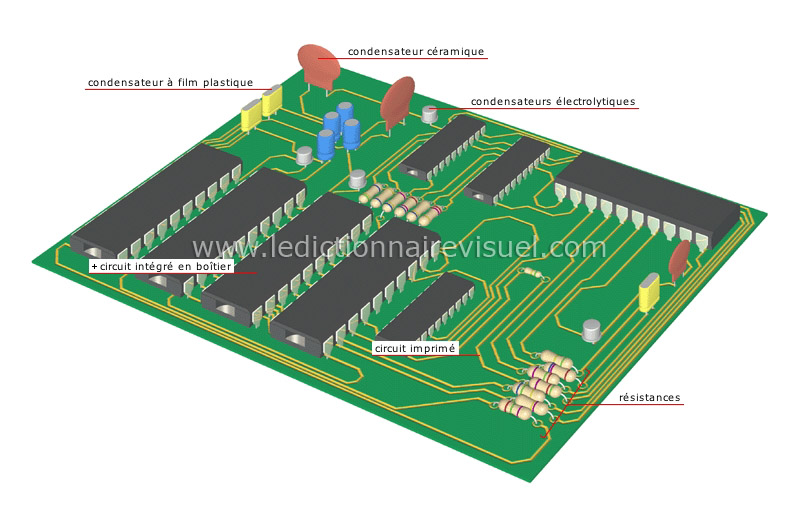 condensateur céramique
condensateur à film plastique
condensateurs électrolytiques
www.ledictionnairevisuel.com
+ circuit intégré en boîtier
circuit imprimé
résistances